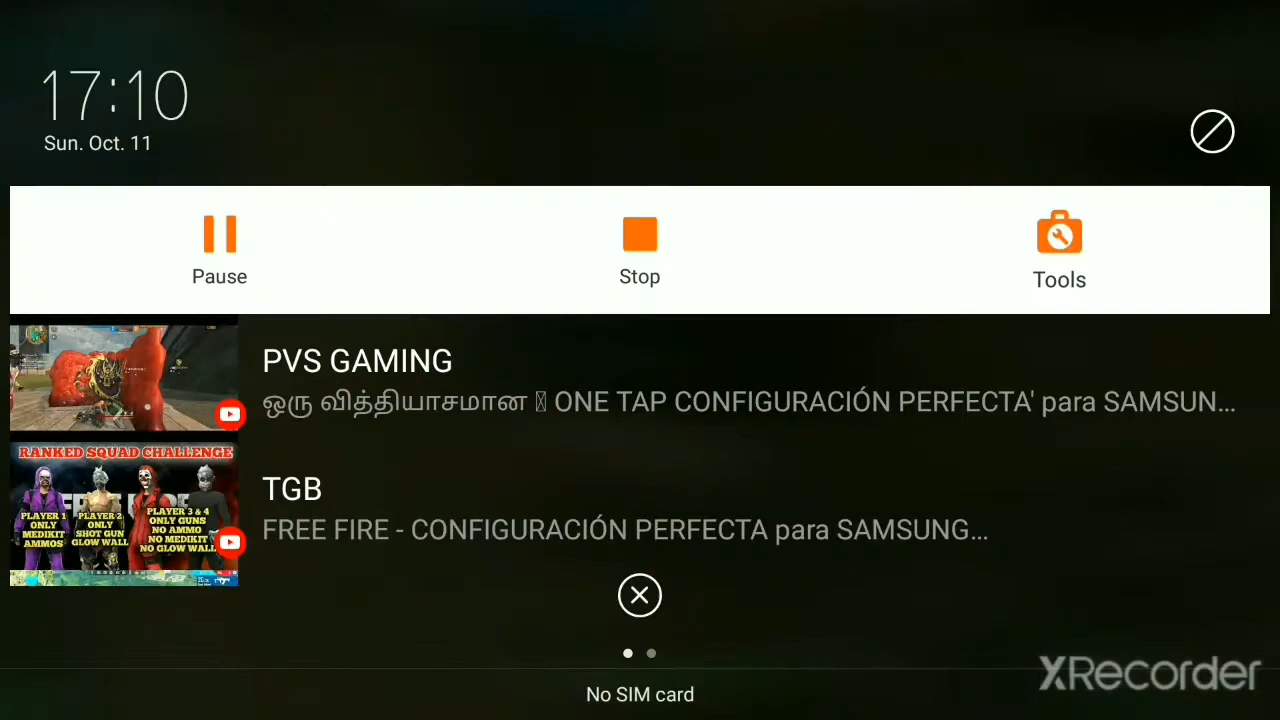 17:10
Sun. Oct. 11
Pause
Stop
Tools
PVS GAMING
ஒரு வித்தியாசமான ▯ ONE TAP CONFIGURACIÓN PERFECTA' para SAMSUN...
RANKED SQUAD CHALLENGE
PLAYER 1
ONLY
MEDIKIT
AMMOS
PLAYER 2
ONLY
SHOT GUN
GLOW WALL
PLAYER 3 & 4
ONLY GUNS
NO AMMO
NO MEDIKIT
NO GLOW WALL
TGB
FREE FIRE - CONFIGURACIÓN PERFECTA para SAMSUNG...
No SIM card
XRecorder